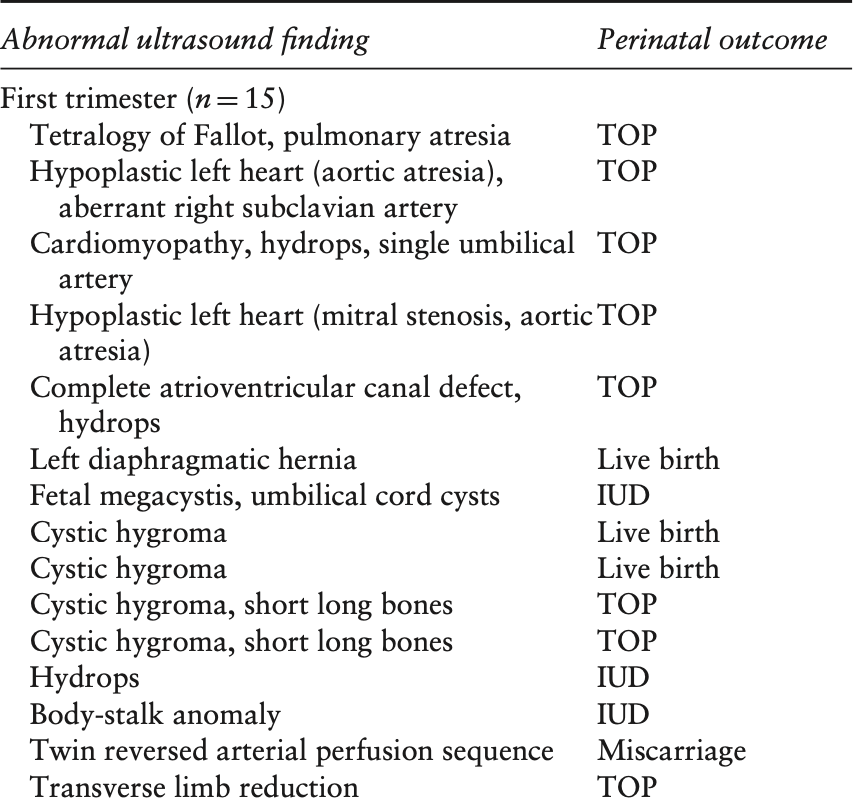 Abnormal ultrasound finding Perinatal outcome
First trimester (n = 15)
Tetralogy of Fallot, pulmonary atresia TOP
Hypoplastic left heart (aortic atresia), TOP
aberrant right subclavian artery
Cardiomyopathy, hydrops, single umbilical TOP
artery
Hypoplastic left heart (mitral stenosis, aortic TOP
atresia)
Complete atrioventricular canal defect, TOP
hydrops
Left diaphragmatic hernia Live birth
Fetal megacystis, umbilical cord cysts IUD
Cystic hygroma Live birth
Cystic hygroma Live birth
Cystic hygroma, short long bones TOP
Cystic hygroma, short long bones TOP
Hydrops IUD
Body-stalk anomaly IUD
Twin reversed arterial perfusion sequence Miscarriage
Transverse limb reduction TOP